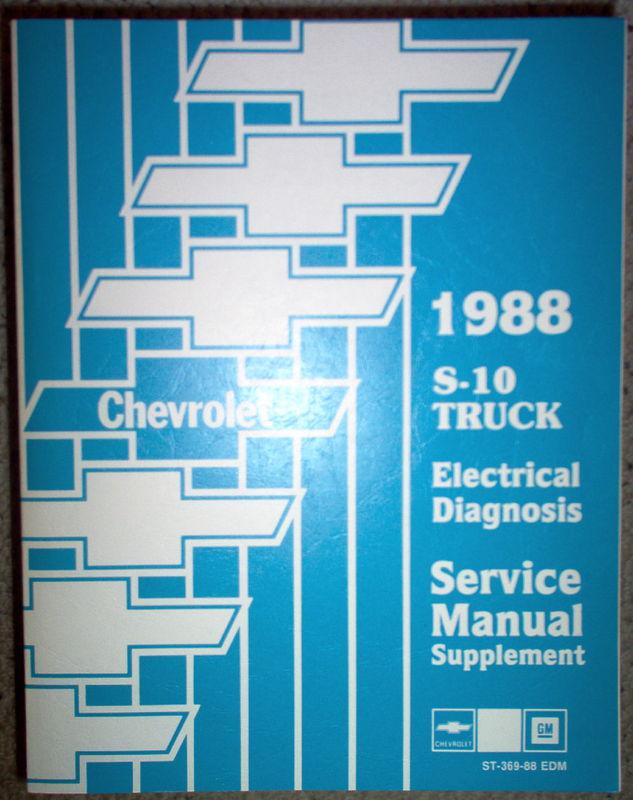 1988
S-10
TRUCK
Chevrolet
Electrical
Diagnosis
Service
Manual
Supplement
CHEVROLET
GM
ST-369-88 EDM